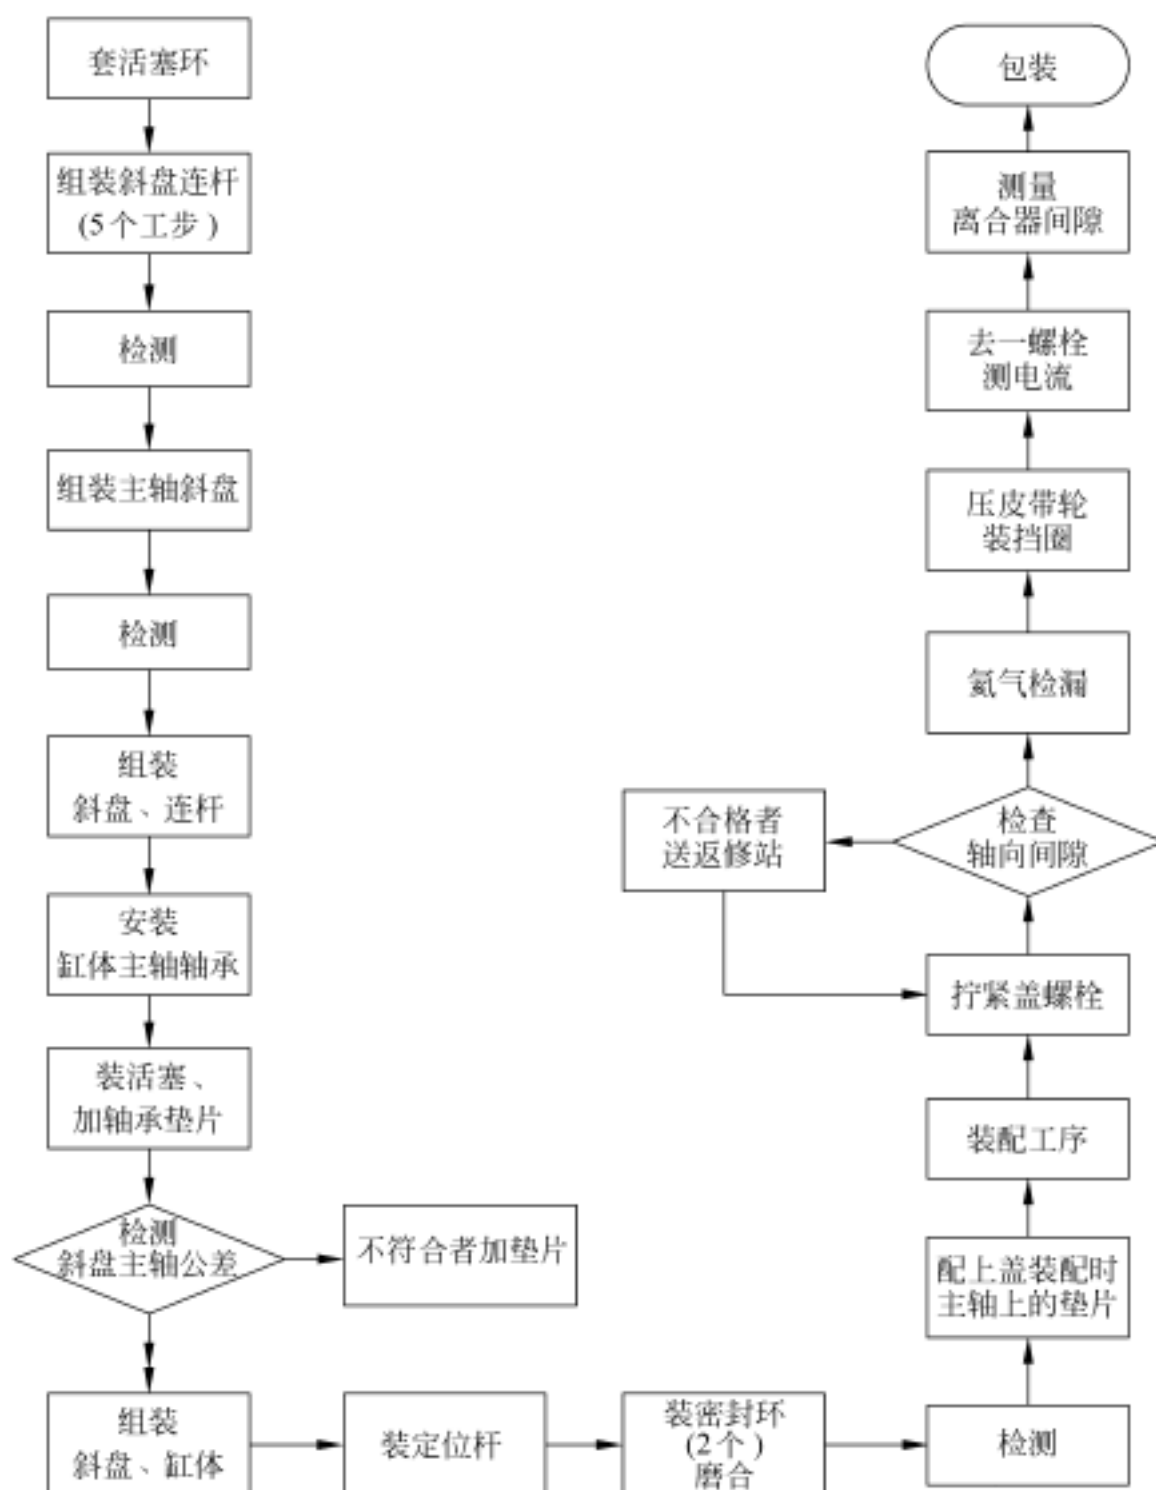 套活塞环
组装斜盘连杆
(5个工步)
检测
组装主轴斜盘
检测
组装
斜盘、连杆
安装
缸体主轴轴承
装活塞、
加轴承垫片
检测
斜盘主轴公差
不符合者加垫片
组装
斜盘、缸体
装定位杆
装密封环
(2个)
磨合
检测
配上盖装配时
主轴上的垫片
装配工序
拧紧盖螺栓
检查
轴向间隙
不合格者
送返修站
氦气检漏
压皮带轮
装挡圈
去一螺栓
测电流
测量
离合器间隙
包装